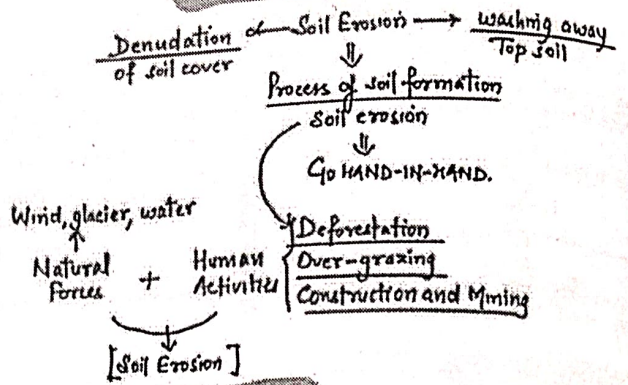 Denudation of soil cover ← Soil Erosion → washing away Top soil
⇓
Process of soil formation
soil erosion
⇓
Go HAND-IN-HAND.
Wind, glacier, water
↑
Natural Forces + Human Activities { Deforestation
Over-grazing
Construction and Mining
[Soil Erosion]